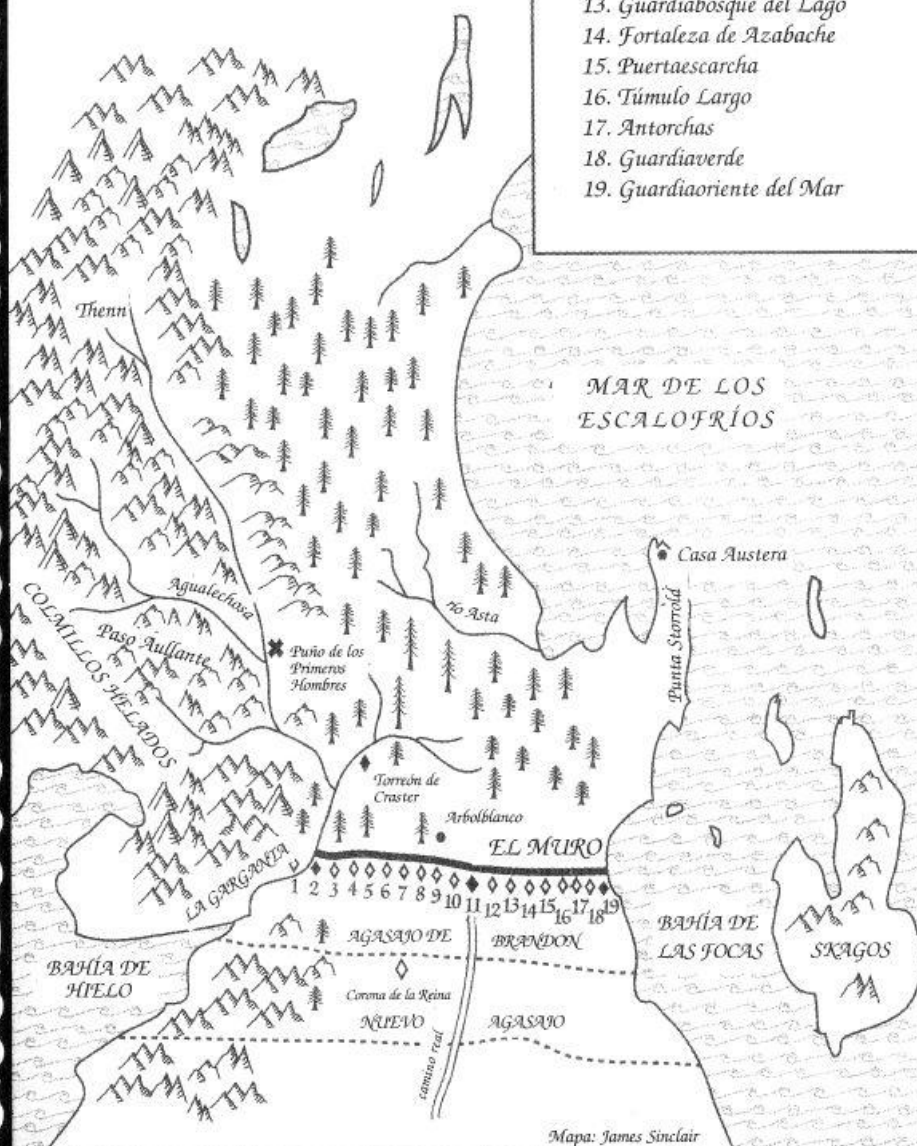 13. Guardiabosque del Lago
14. Fortaleza de Azabache
15. Puertaescarcha
16. Túmulo Largo
17. Antorchas
18. Guardiaverde
19. Guardiaoriente del Mar
Thenn
MAR DE LOS
ESCALOFRÍOS
Casa Austera
Agualechosa
río Asta
Punta Storrold
COLMILLOS HELADOS
Paso Aullante
Puño de los
Primeros
Hombres
Torreón de
Craster
Arbolblanco
EL MURO
LA GARGANTA
1 2 3 4 5 6 7 8 9 10 11 12 13 14 15 16 17 18 19
AGASAJO DE BRANDON
BAHÍA DE
LAS FOCAS
SKAGOS
BAHÍA DE
HIELO
Corona de la Reina
NUEVO AGASAJO
camino real
Mapa: James Sinclair